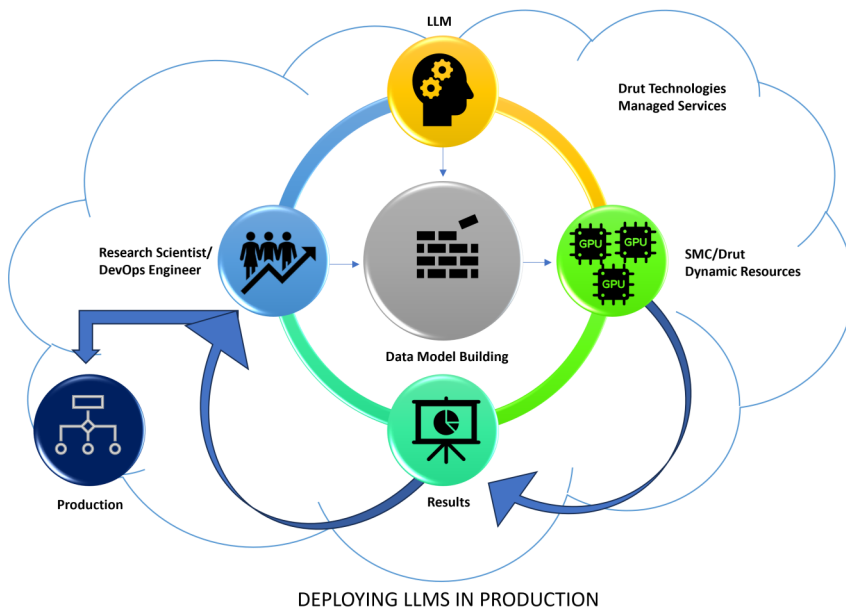 LLM
Drut Technologies
Managed Services
Research Scientist/
DevOps Engineer
GPU
GPU
GPU
SMC/Drut
Dynamic Resources
Data Model Building
Production
Results
DEPLOYING LLMS IN PRODUCTION